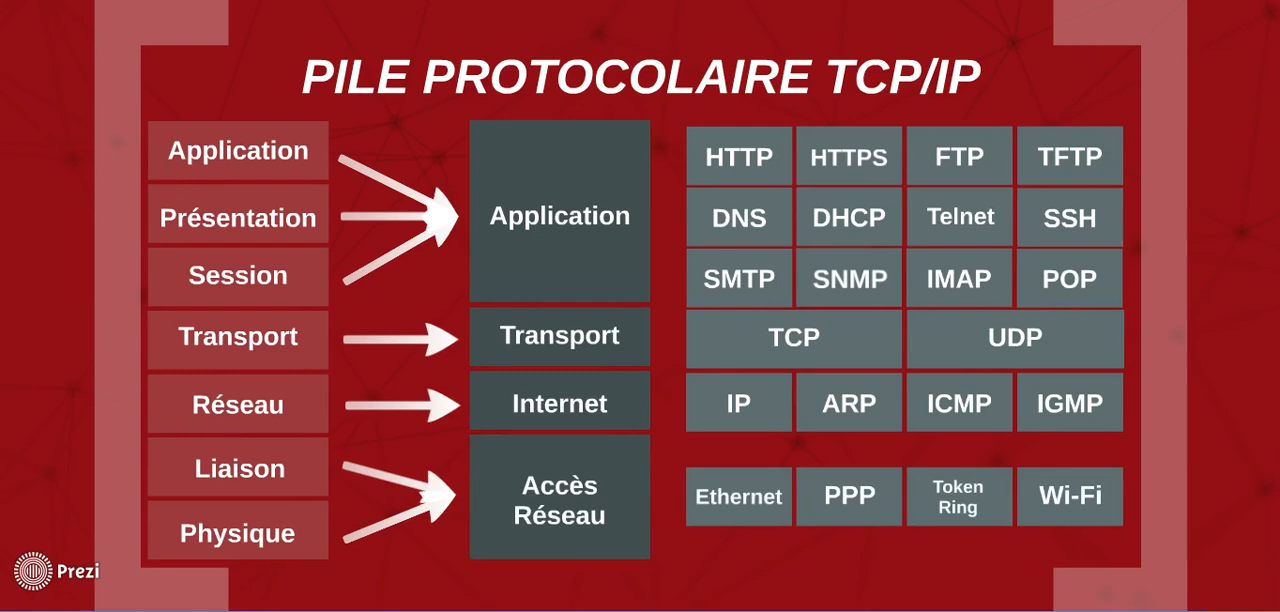 PILE PROTOCOLAIRE TCP/IP
Application
Présentation
Session
Transport
Réseau
Liaison
Physique
Application
Transport
Internet
Accès
Réseau
HTTP HTTPS FTP TFTP
DNS DHCP Telnet SSH
SMTP SNMP IMAP POP
TCP UDP
IP ARP ICMP IGMP
Ethernet PPP Token Ring Wi-Fi
Prezi